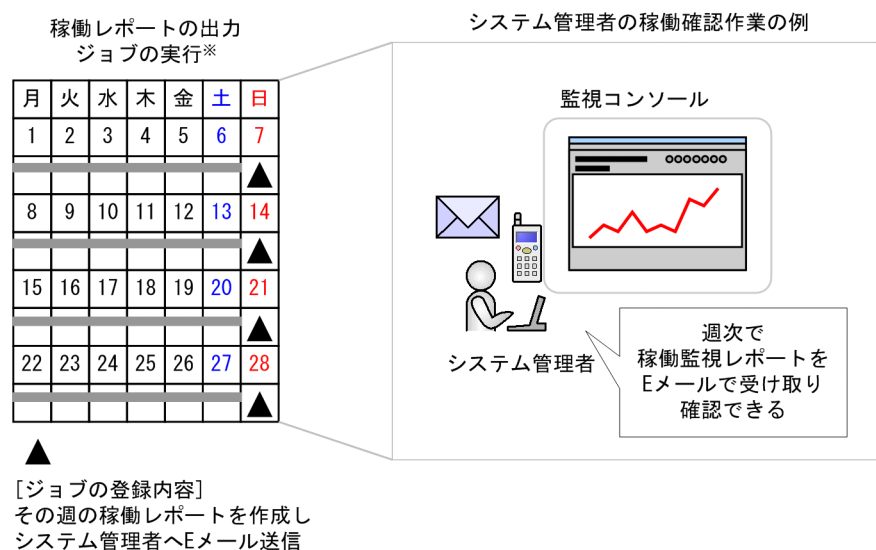 稼働レポートの出力
ジョブの実行※
システム管理者の稼働確認作業の例
月 火 水 木 金 土 日
1 2 3 4 5 6 7
8 9 10 11 12 13 14
15 16 17 18 19 20 21
22 23 24 25 26 27 28
監視コンソール
システム管理者
週次で
稼働監視レポートを
Eメールで受け取り
確認できる
[ジョブの登録内容]
その週の稼働レポートを作成し
システム管理者へEメール送信